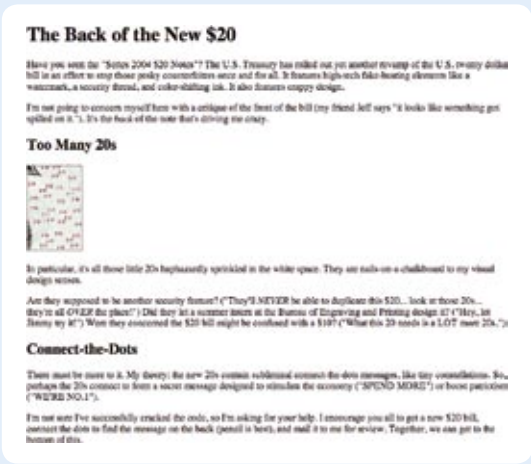 The Back of the New $20
Have you seen the "Series 2004 $20 Notes"? The U.S. Treasury has rolled out yet another revamp of the U.S. twenty dollar
bill in an effort to stop those pesky counterfeiters once and for all. It features high-tech fake-beating elements like a
watermark, a security thread, and color-shifting ink. It also features crappy design.
I'm not going to concern myself here with a critique of the front of the bill (my friend Jeff says "it looks like something got
spilled on it."). It's the back of the note that's driving me crazy.
Too Many 20s
In particular, it's all those little 20s haphazardly sprinkled in the white space. They are nails-on-a-chalkboard to my visual
design senses.
Are they supposed to be another security feature? ("They'll NEVER be able to duplicate this $20... look at those 20s...
they're all OVER the place!") Did they let a summer intern at the Bureau of Engraving and Printing design it? ("Hey, let
Jimmy try it!") Were they concerned the $20 bill might be confused with a $10? ("What this 20 needs is a LOT more 20s.")
Connect-the-Dots
There must be more to it. My theory: the new 20s contain subliminal connect-the-dots messages, like tiny constellations. So,
perhaps the 20s connect to form a secret message designed to stimulate the economy ("SPEND MORE") or boost patriotism
("WE'RE NO.1").
I'm not sure I've successfully cracked the code, so I'm asking for your help. I encourage you all to get a new $20 bill,
connect the dots to find the message on the back (pencil is best), and mail it to me for review. Together, we can get to the
bottom of this.